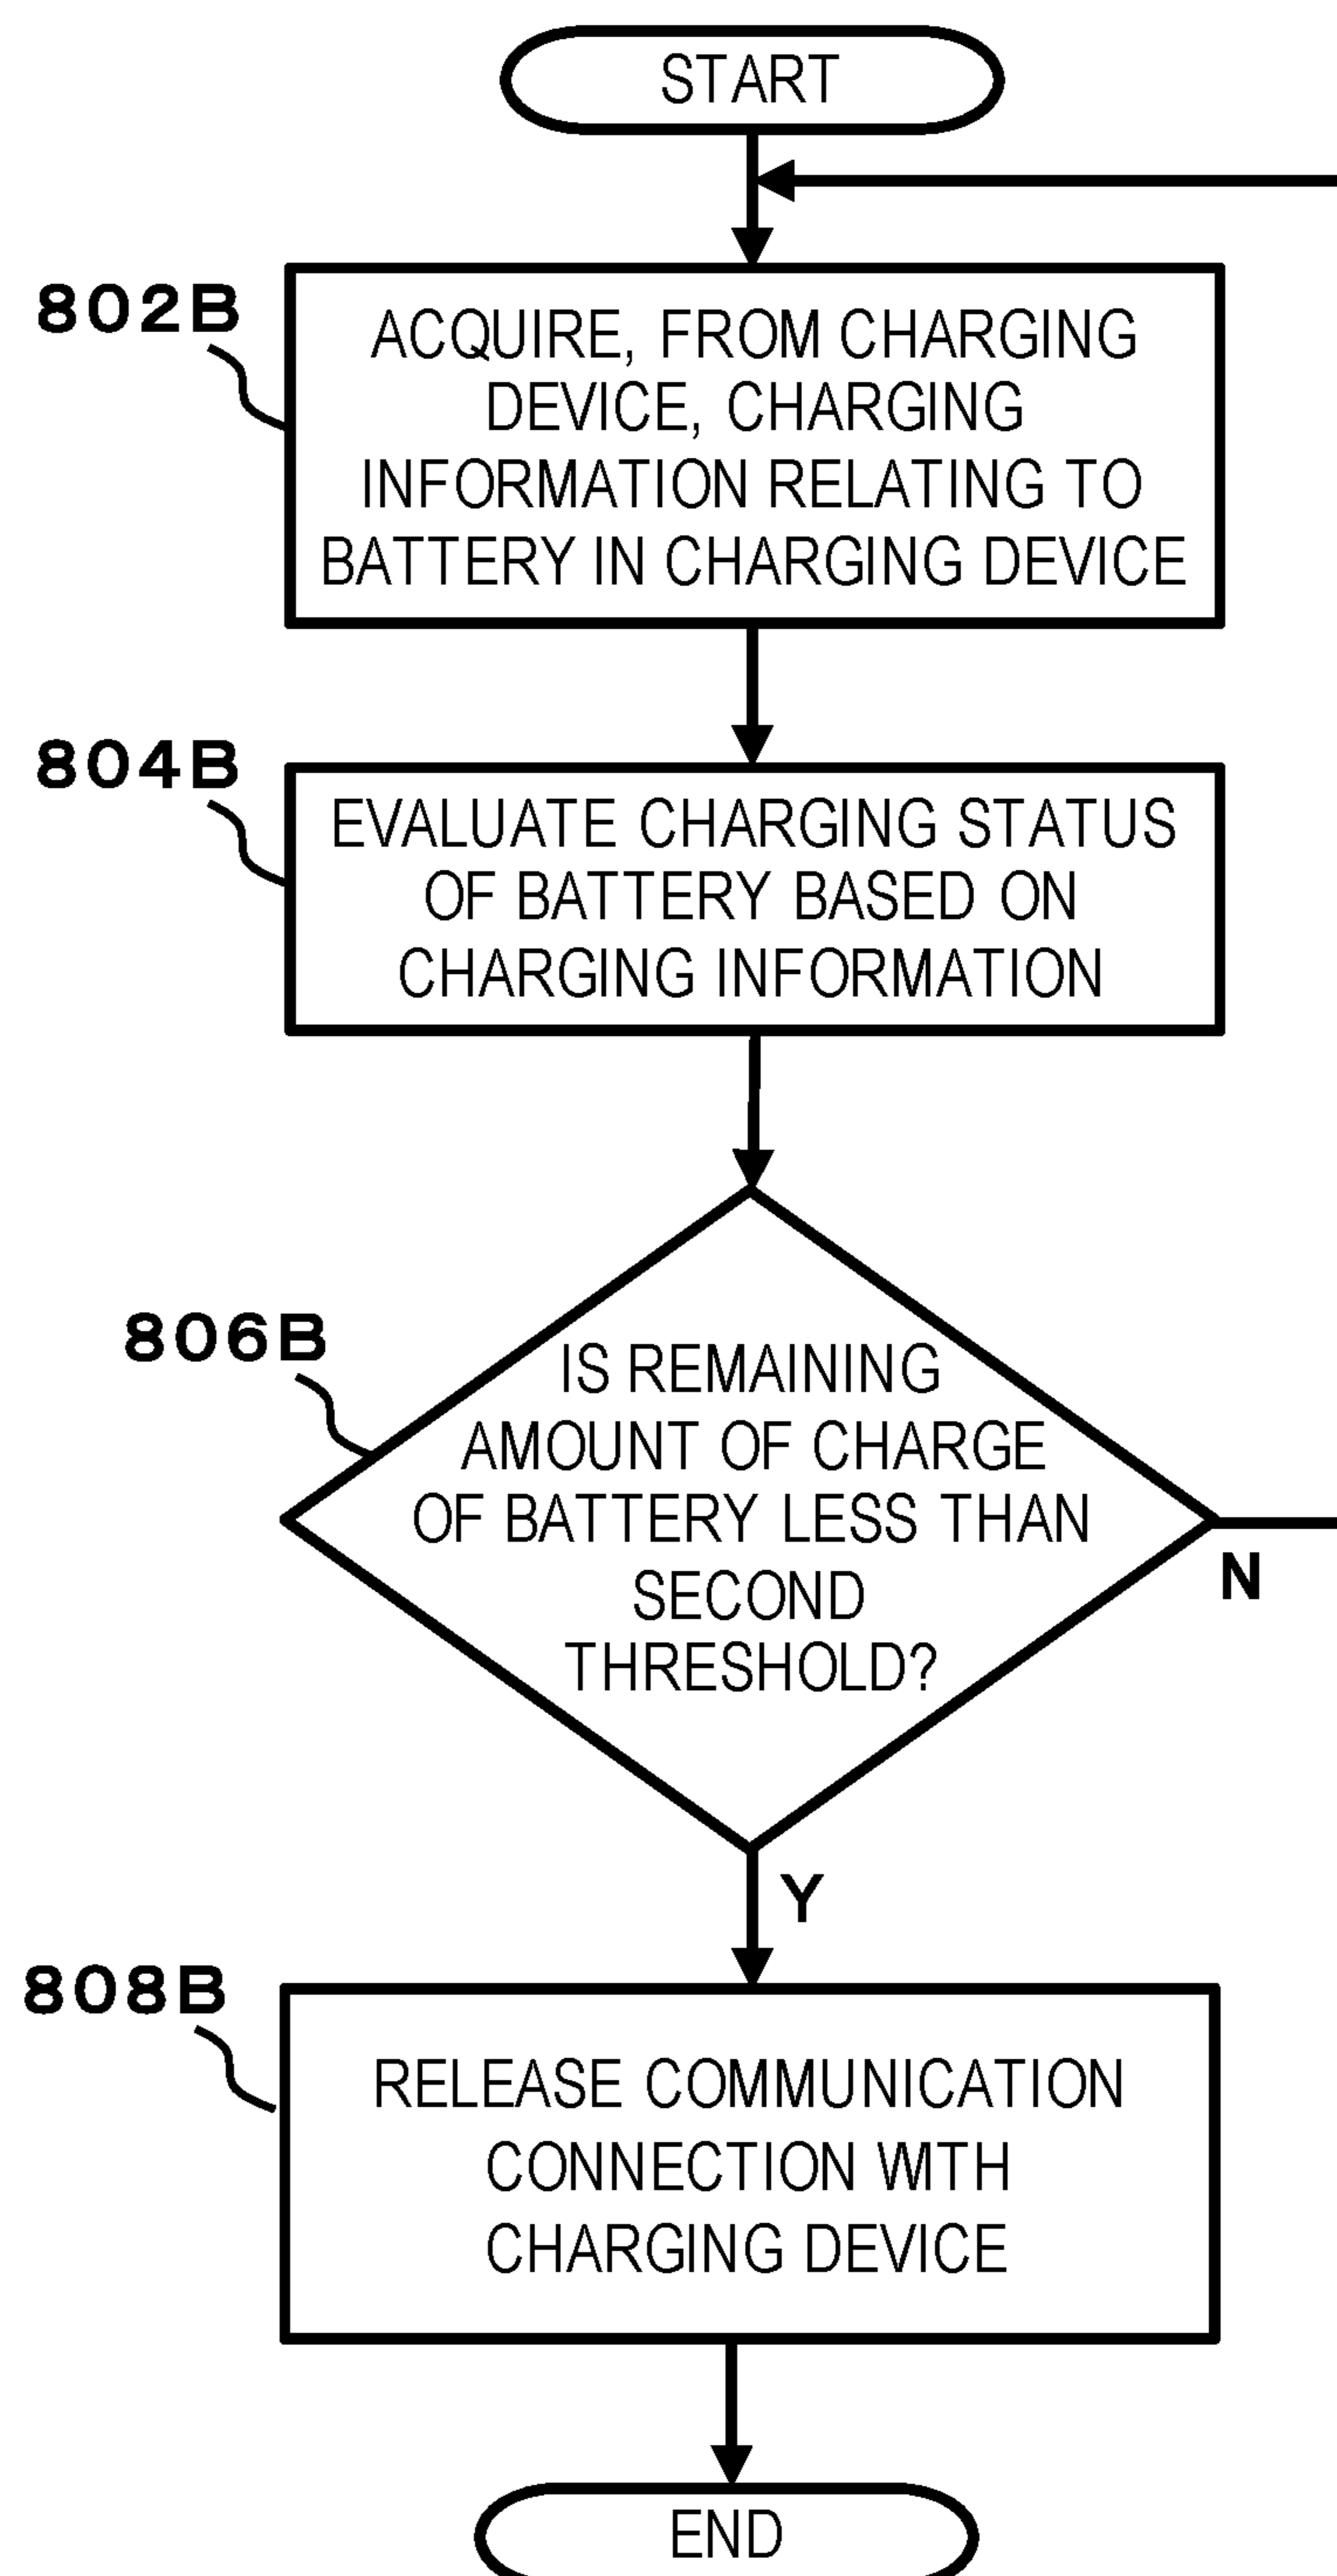 START
802B
ACQUIRE, FROM CHARGING
DEVICE, CHARGING
INFORMATION RELATING TO
BATTERY IN CHARGING DEVICE
804B
EVALUATE CHARGING STATUS
OF BATTERY BASED ON
CHARGING INFORMATION
806B
IS REMAINING
AMOUNT OF CHARGE
OF BATTERY LESS THAN
SECOND
THRESHOLD?
N
Y
808B
RELEASE COMMUNICATION
CONNECTION WITH
CHARGING DEVICE
END